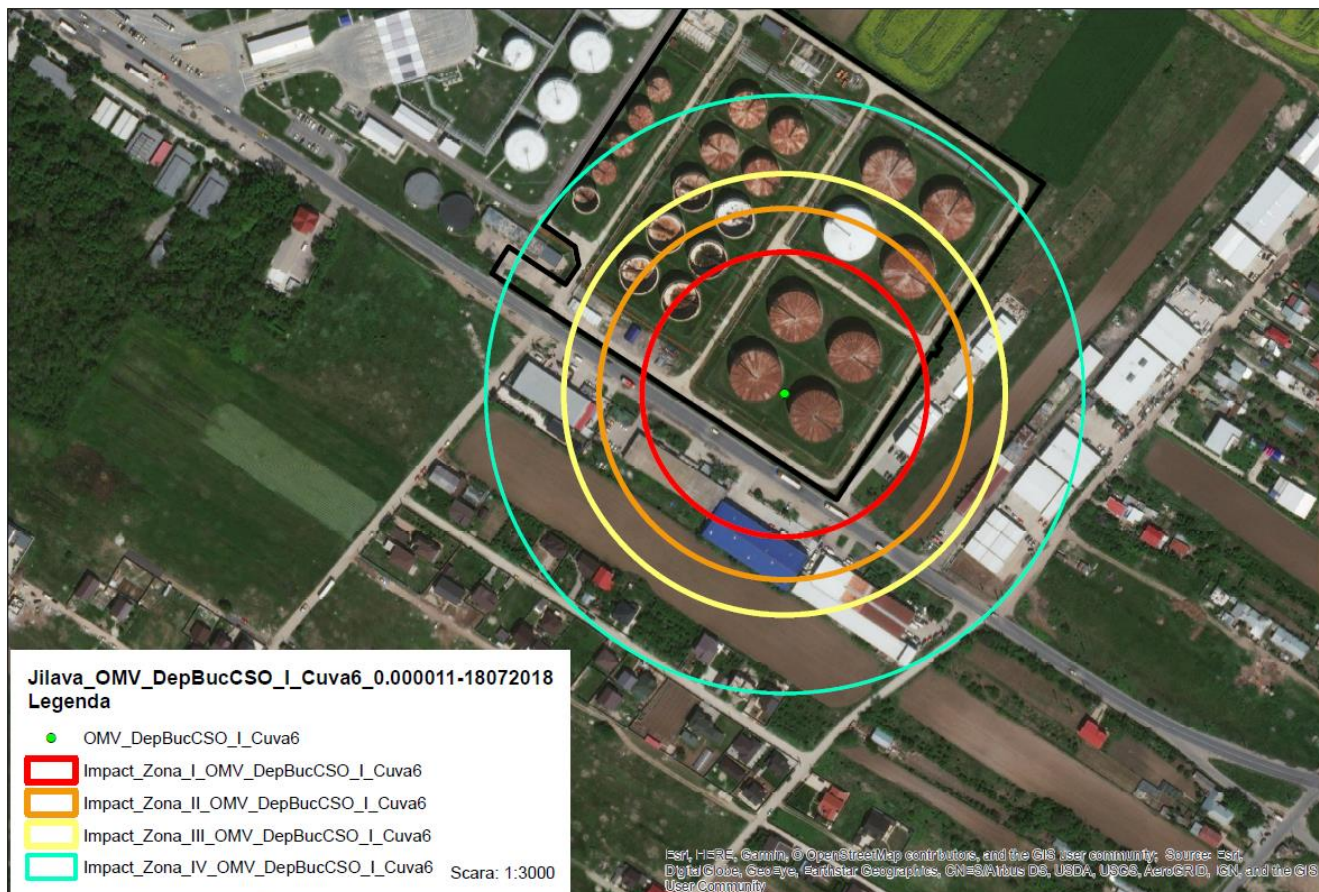 Jilava_OMV_DepBucCSO_I_Cuva6_0.000011-18072018
Legenda
OMV_DepBucCSO_I_Cuva6
Impact_Zona_I_OMV_DepBucCSO_I_Cuva6
Impact_Zona_II_OMV_DepBucCSO_I_Cuva6
Impact_Zona_III_OMV_DepBucCSO_I_Cuva6
Impact_Zona_IV_OMV_DepBucCSO_I_Cuva6
Scara: 1:3000
Esri, HERE, Garmin, © OpenStreetMap contributors, and the GIS user community; Source: Esri,
DigitalGlobe, GeoEye, Earthstar Geographics, CNES/Airbus DS, USDA, USGS, AeroGRID, IGN, and the GIS
User Community